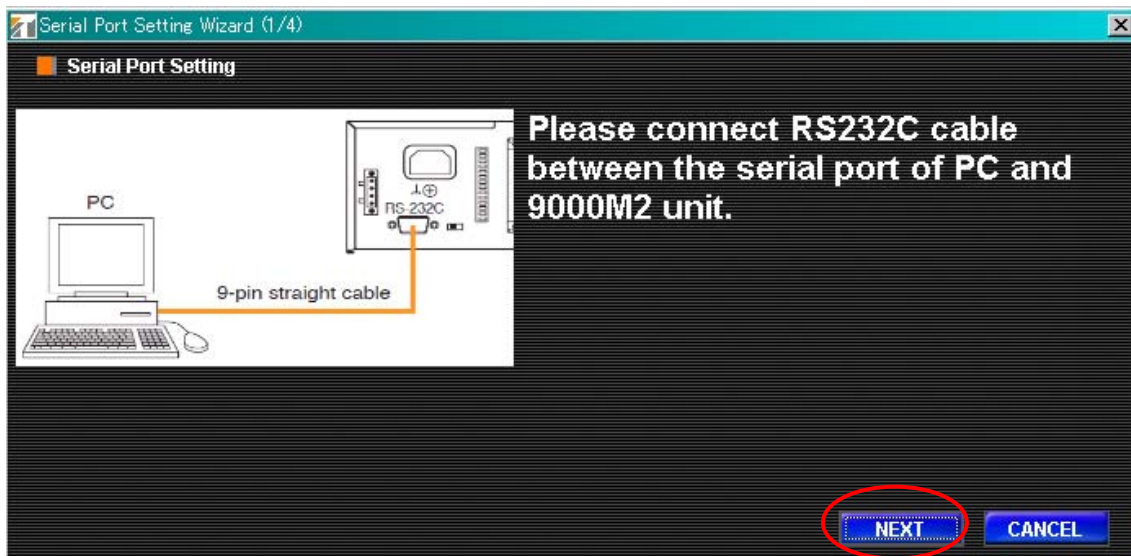 Serial Port Setting Wizard (1/4)
Serial Port Setting
Please connect RS232C cable
between the serial port of PC and
9000M2 unit.
PC
RS-232C
9-pin straight cable
NEXT
CANCEL